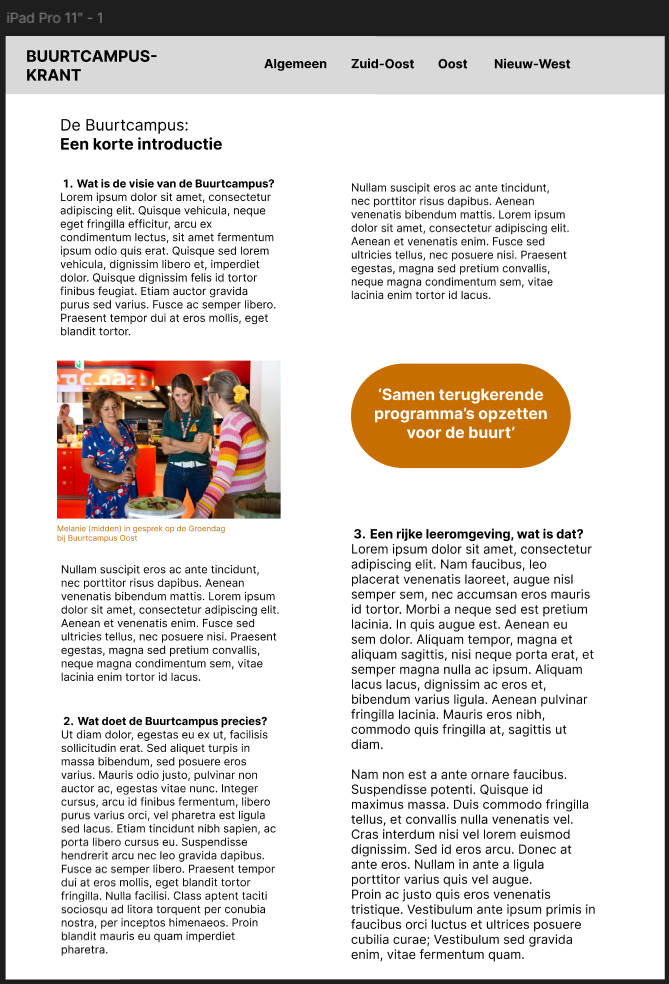 iPad Pro 11" - 1
BUURTCAMPUS-
KRANT
Algemeen Zuid-Oost Oost Nieuw-West
De Buurtcampus:
Een korte introductie
1. Wat is de visie van de Buurtcampus?
Lorem ipsum dolor sit amet, consectetur
adipiscing elit. Quisque vehicula, neque
eget fringilla efficitur, arcu ex
condimentum lectus, sit amet fermentum
ipsum odio quis erat. Quisque sed lorem
vehicula, dignissim libero et, imperdiet
dolor. Quisque dignissim felis id tortor
finibus feugiat. Etiam auctor gravida
purus sed varius. Fusce ac semper libero.
Praesent tempor dui at eros mollis, eget
blandit tortor.
Melanie (midden) in gesprek op de Groendag
bij Buurtcampus Oost
Nullam suscipit eros ac ante tincidunt,
nec porttitor risus dapibus. Aenean
venenatis bibendum mattis. Lorem ipsum
dolor sit amet, consectetur adipiscing elit.
Aenean et venenatis enim. Fusce sed
ultricies tellus, nec posuere nisi. Praesent
egestas, magna sed pretium convallis,
neque magna condimentum sem, vitae
lacinia enim tortor id lacus.
2. Wat doet de Buurtcampus precies?
Ut diam dolor, egestas eu ex ut, facilisis
sollicitudin erat. Sed aliquet turpis in
massa bibendum, sed posuere eros
varius. Mauris odio justo, pulvinar non
auctor ac, egestas vitae nunc. Integer
cursus, arcu id finibus fermentum, libero
purus varius orci, vel pharetra est ligula
sed lacus. Etiam tincidunt nibh sapien, ac
porta libero cursus eu. Suspendisse
hendrerit arcu nec leo gravida dapibus.
Fusce ac semper libero. Praesent tempor
dui at eros mollis, eget blandit tortor
fringilla. Nulla facilisi. Class aptent taciti
sociosqu ad litora torquent per conubia
nostra, per inceptos himenaeos. Proin
blandit mauris eu quam imperdiet
pharetra.
Nullam suscipit eros ac ante tincidunt,
nec porttitor risus dapibus. Aenean
venenatis bibendum mattis. Lorem ipsum
dolor sit amet, consectetur adipiscing elit.
Aenean et venenatis enim. Fusce sed
ultricies tellus, nec posuere nisi. Praesent
egestas, magna sed pretium convallis,
neque magna condimentum sem, vitae
lacinia enim tortor id lacus.
‘Samen terugkerende
programma’s opzetten
voor de buurt’
3. Een rijke leeromgeving, wat is dat?
Lorem ipsum dolor sit amet, consectetur
adipiscing elit. Nam faucibus, leo
placerat venenatis laoreet, augue nisl
semper sem, nec accumsan eros mauris
id tortor. Morbi a neque sed est pretium
lacinia. In quis augue est. Aenean eu
sem dolor. Aliquam tempor, magna et
aliquam sagittis, nisi neque porta erat, et
semper magna nulla ac ipsum. Aliquam
lacus lacus, dignissim ac eros et,
bibendum varius ligula. Aenean pulvinar
fringilla lacinia. Mauris eros nibh,
commodo quis fringilla at, sagittis ut
diam.
Nam non est a ante ornare faucibus.
Suspendisse potenti. Quisque id
maximus massa. Duis commodo fringilla
tellus, et convallis nulla venenatis vel.
Cras interdum nisi vel lorem euismod
dignissim. Sed id eros arcu. Donec at
ante eros. Nullam in ante a ligula
porttitor varius quis vel augue.
Proin ac justo quis eros venenatis
tristique. Vestibulum ante ipsum primis in
faucibus orci luctus et ultrices posuere
cubilia curae; Vestibulum sed gravida
enim, vitae fermentum quam.